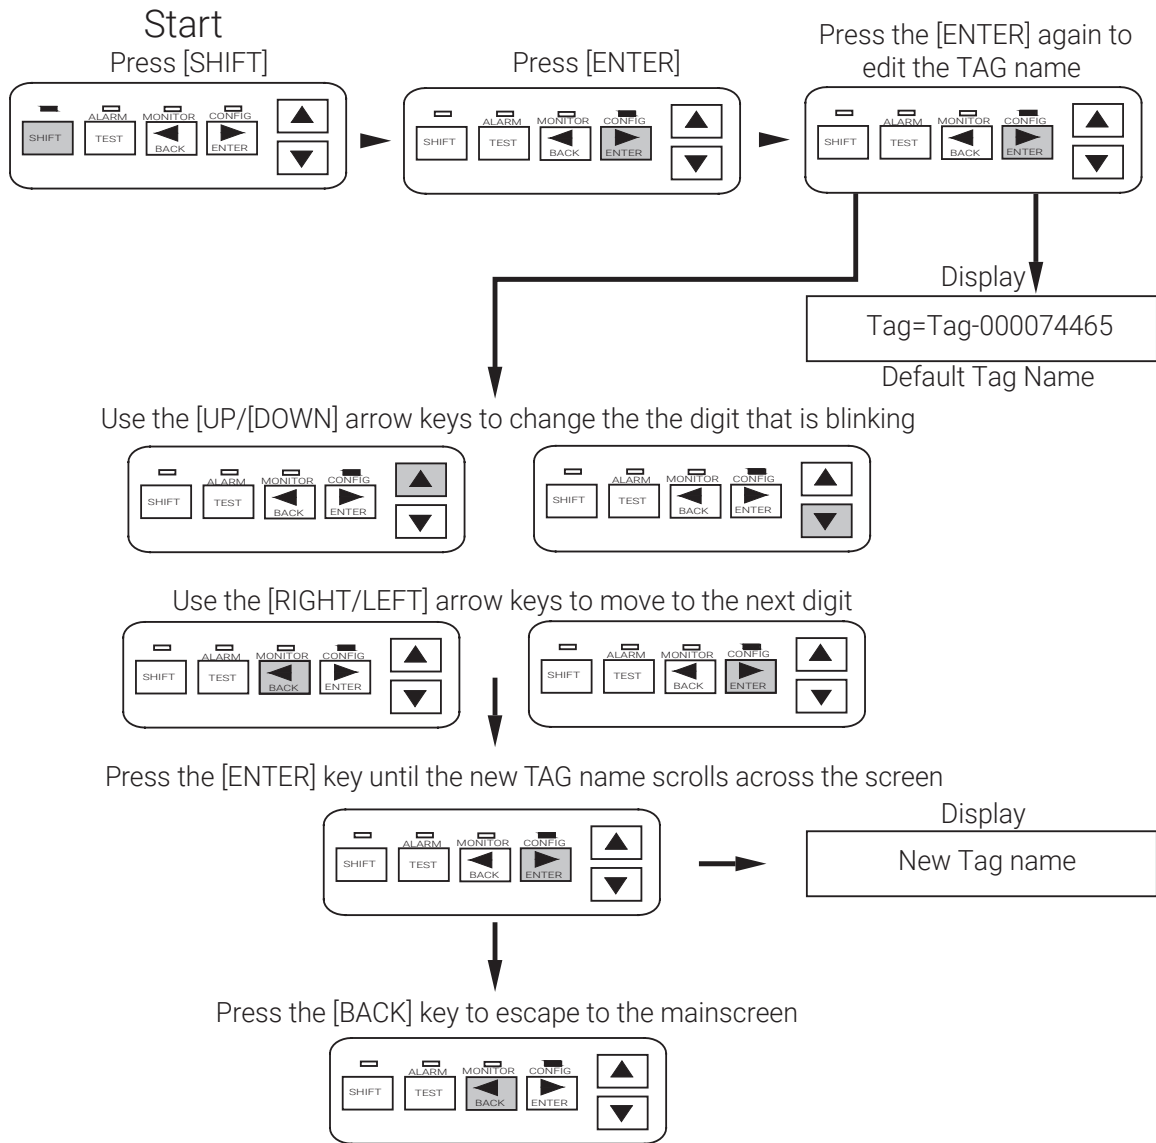 Start
Press [SHIFT]
Press [ENTER]
Press the [ENTER] again to
edit the TAG name
ALARM MONITOR CONFIG
SHIFT TEST BACK ENTER
ALARM MONITOR CONFIG
SHIFT TEST BACK ENTER
ALARM MONITOR CONFIG
SHIFT TEST BACK ENTER
Display
Tag=Tag-000074465
Default Tag Name
Use the [UP/[DOWN] arrow keys to change the the digit that is blinking
ALARM MONITOR CONFIG
SHIFT TEST BACK ENTER
ALARM MONITOR CONFIG
SHIFT TEST BACK ENTER
Use the [RIGHT/LEFT] arrow keys to move to the next digit
ALARM MONITOR CONFIG
SHIFT TEST BACK ENTER
ALARM MONITOR CONFIG
SHIFT TEST BACK ENTER
Press the [ENTER] key until the new TAG name scrolls across the screen
ALARM MONITOR CONFIG
SHIFT TEST BACK ENTER
Display
New Tag name
Press the [BACK] key to escape to the mainscreen
ALARM MONITOR CONFIG
SHIFT TEST BACK ENTER